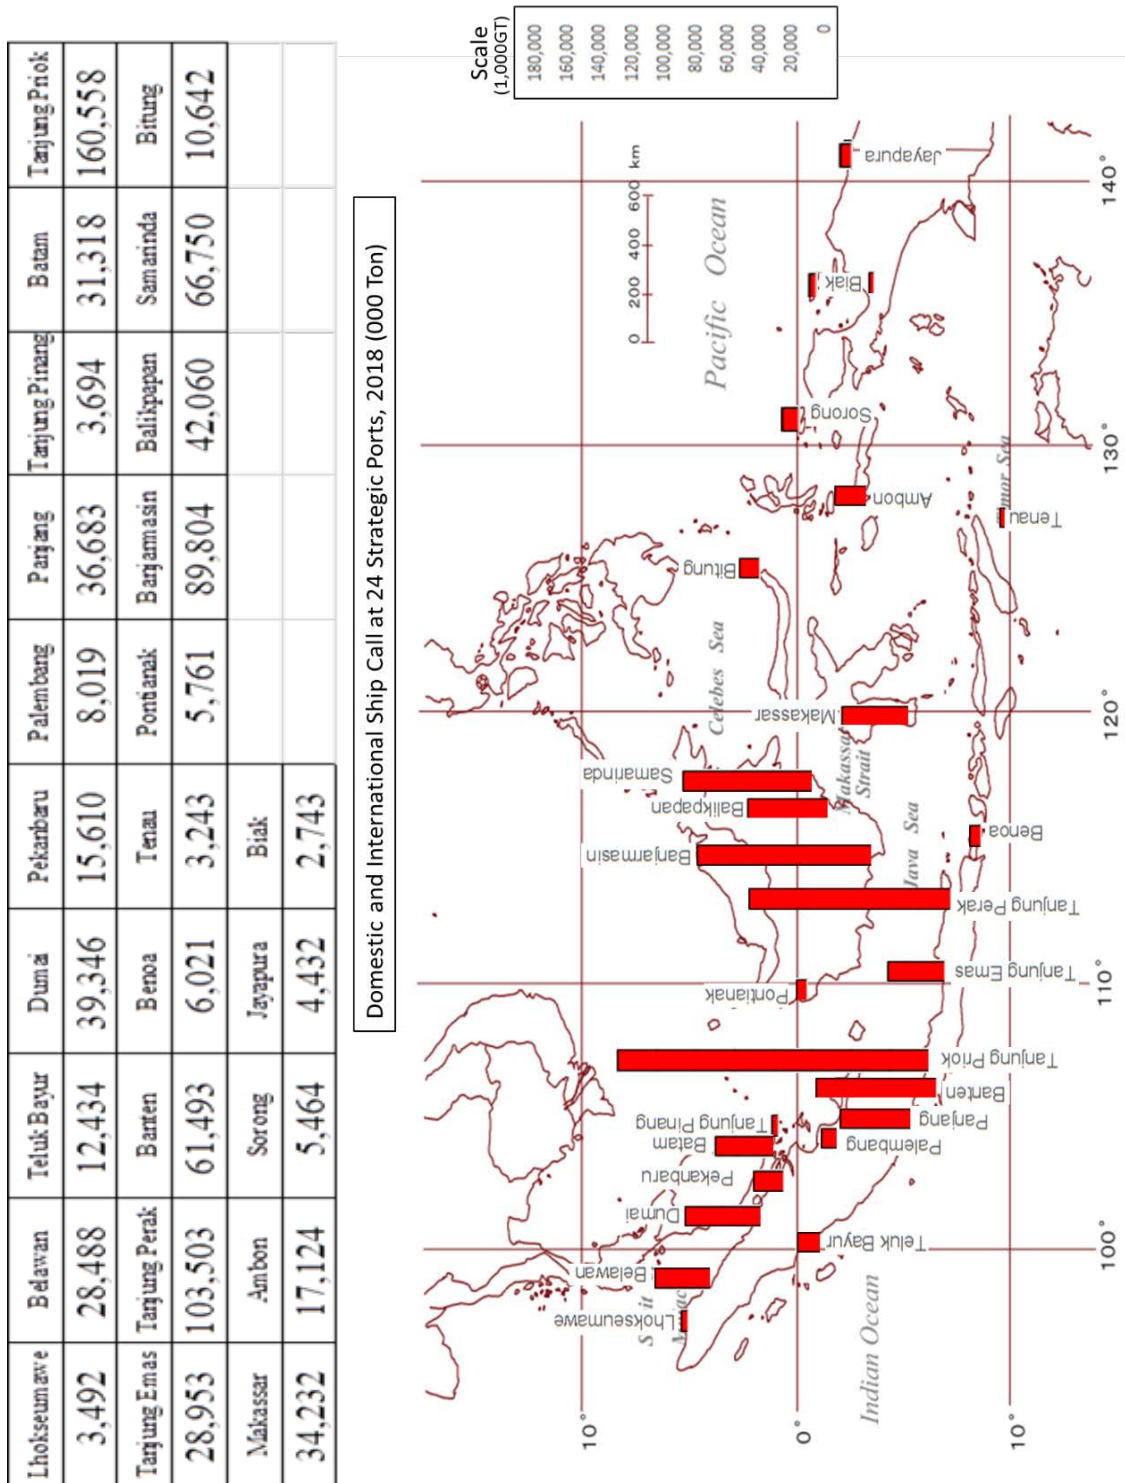 Lhokseumawe Belawan Teluk Bayur Dumai Pekanbaru Palembang Panjang Tanjung Pinang Batam Tanjung Priok
3,492 28,488 12,434 39,346 15,610 8,019 36,683 3,694 31,318 160,558
Tanjung Emas Tanjung Perak Banten Benoa Tenau Pontianak Banjarmasin Balikpapan Samarinda Bitung
28,953 103,503 61,493 6,021 3,243 5,761 89,804 42,060 66,750 10,642
Makassar Ambon Sorong Jayapura Biak
34,232 17,124 5,464 4,432 2,743
Domestic and International Ship Call at 24 Strategic Ports, 2018 (000 Ton)
Scale
(1,000GT)
180,000
160,000
140,000
120,000
100,000
80,000
60,000
40,000
20,000
0
0 200 400 600 km
Pacific Ocean
Celebes Sea
Makassar
Strait
Java Sea
Sea
Indian Ocean
Lhokseumawe
Belawan
Dumai
Pekanbaru
Batam
Tanjung Pinang
Teluk Bayur
Palembang
Panjang
Banten
Tanjung Priok
Pontianak
Tanjung Emas
Tanjung Perak
Banjarmasin
Balikpapan
Samarinda
Makassar
Benoa
Bitung
Tenau
Ambon
Sorong
Biak
Jayapura
10°
0°
10°
100°
110°
120°
130°
140°